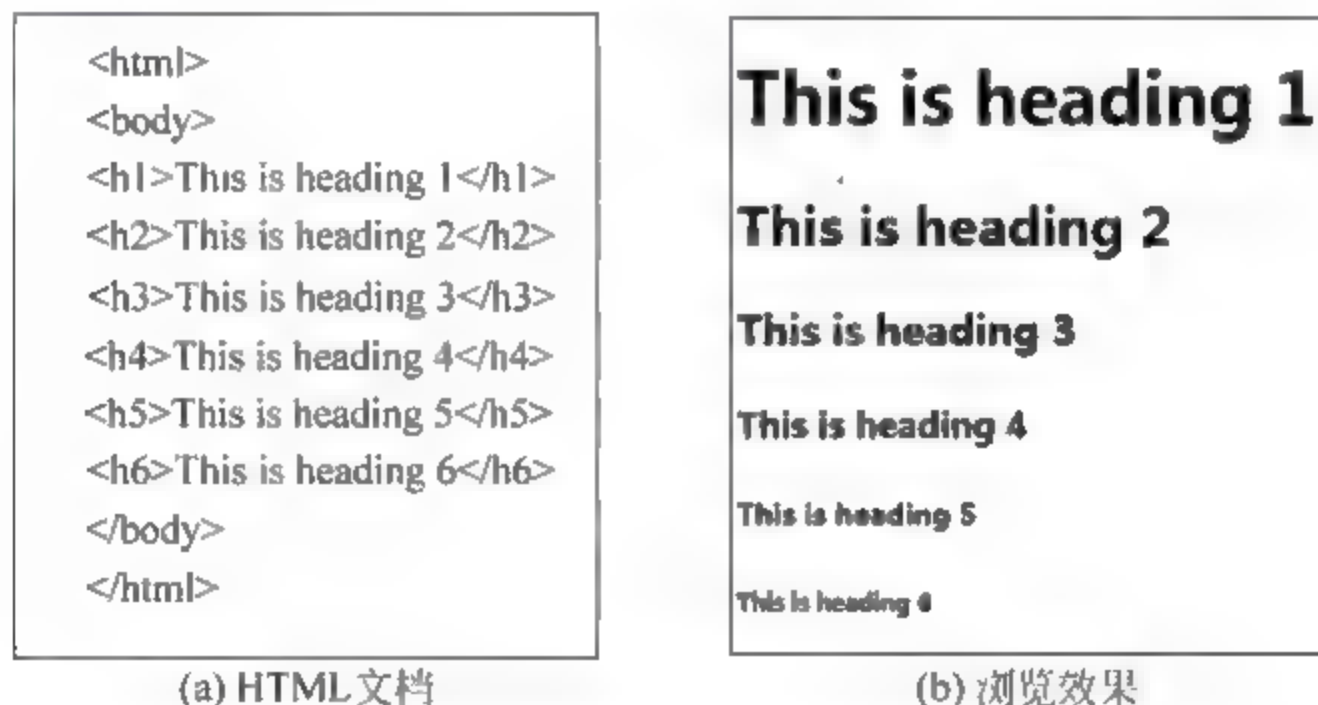 <html>
<body>
<h1>This is heading 1</h1>
<h2>This is heading 2</h2>
<h3>This is heading 3</h3>
<h4>This is heading 4</h4>
<h5>This is heading 5</h5>
<h6>This is heading 6</h6>
</body>
</html>
(a) HTML文档
This is heading 1
This is heading 2
This is heading 3
This is heading 4
This is heading 5
This is heading 6
(b) 浏览效果